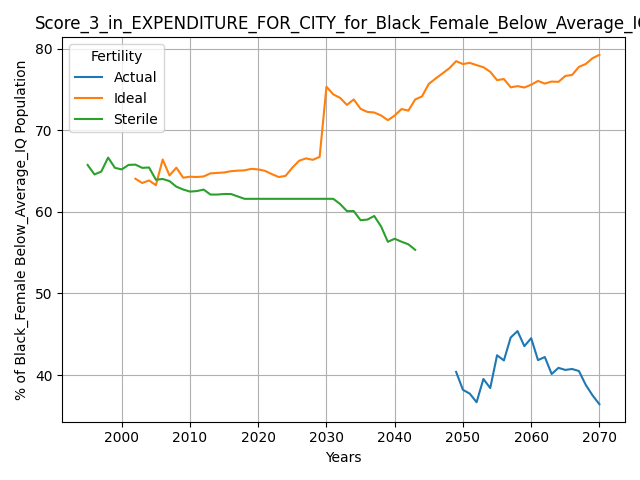 Score_3_in_EXPENDITURE_FOR_CITY_for_Black_Female_Below_Average_IQ
% of Black_Female Below_Average_IQ Population
Fertility
Actual
Ideal
Sterile
80
70
60
50
40
2000 2010 2020 2030 2040 2050 2060 2070
Years